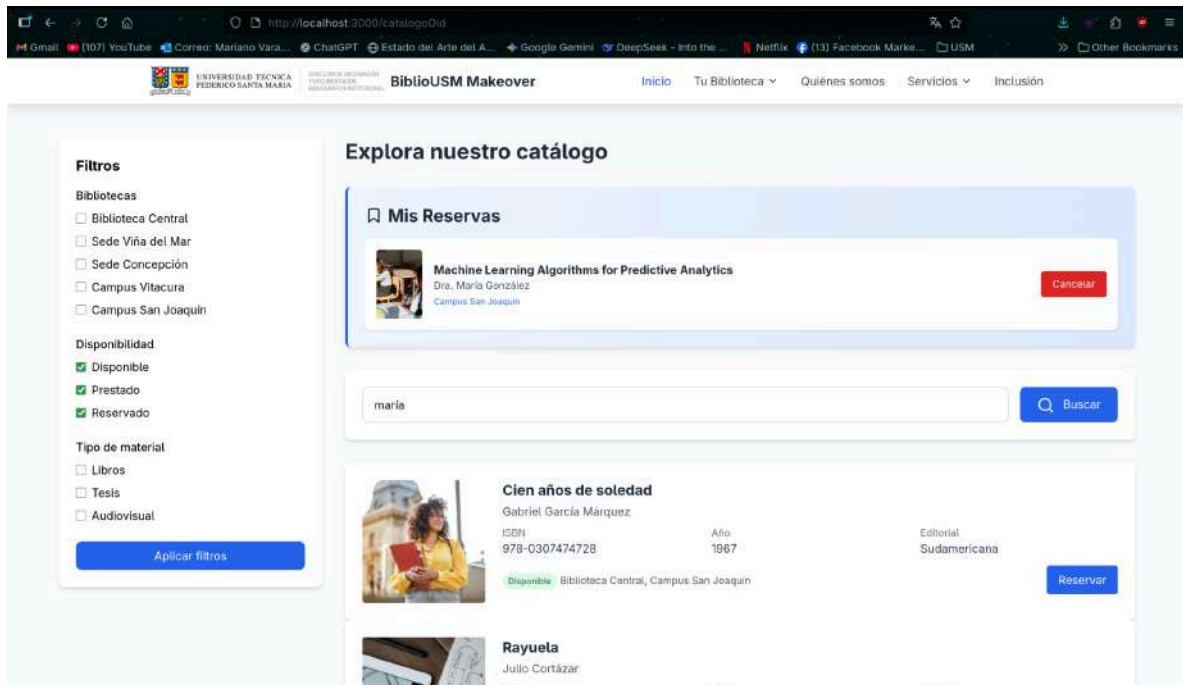 http://localhost:3000/catalogoOld
Gmail (107) YouTube Correo: Mariano Vara... ChatGPT Estado del Arte del A... Google Gemini DeepSeek - Into the ... Netflix (13) Facebook Marke... USM Other Bookmarks
UNIVERSIDAD TECNICA
FEDERICO SANTA MARIA
BiblioUSM Makeover Inicio Tu Biblioteca Quiénes somos Servicios Inclusión
Filtros
Bibliotecas
Biblioteca Central
Sede Viña del Mar
Sede Concepción
Campus Vitacura
Campus San Joaquín
Disponibilidad
Disponible
Prestado
Reservado
Tipo de material
Libros
Tesis
Audiovisual
Aplicar filtros
Explora nuestro catálogo
Mis Reservas
Machine Learning Algorithms for Predictive Analytics
Dra. María González
Campus San Joaquín
Cancelar
maría
Buscar
Cien años de soledad
Gabriel García Márquez
ISBN Año Editorial
978-0307474728 1967 Sudamericana
Disponible Biblioteca Central, Campus San Joaquín
Reservar
Rayuela
Julio Cortázar